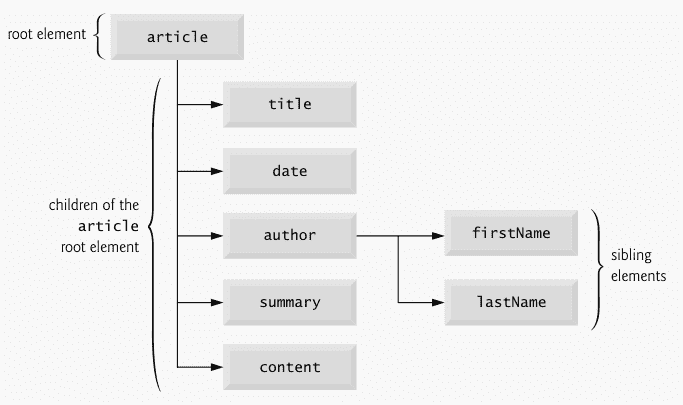 root element
article
title
date
children of the
article
root element
author
firstName
sibling
elements
summary
lastName
content